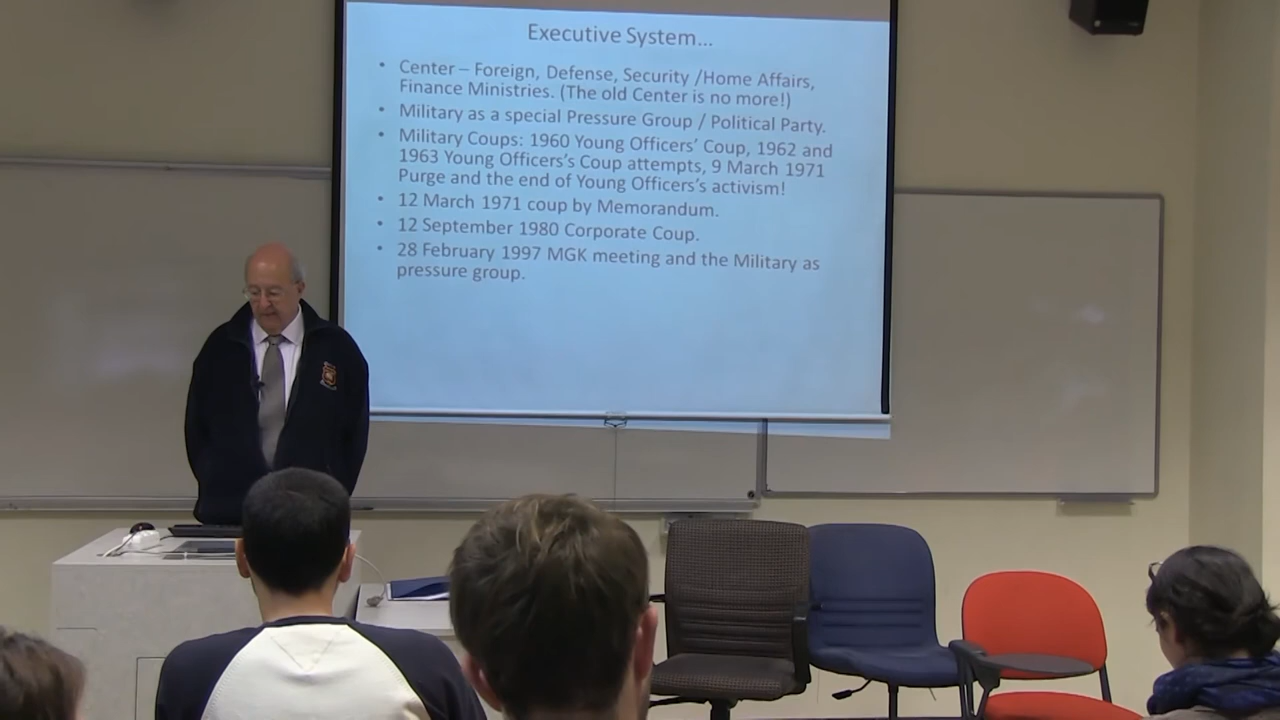 Executive System...
• Center – Foreign, Defense, Security /Home Affairs,
Finance Ministries. (The old Center is no more!)
• Military as a special Pressure Group / Political Party.
• Military Coups: 1960 Young Officers' Coup, 1962 and
1963 Young Officers's Coup attempts, 9 March 1971
Purge and the end of Young Officers's activism!
• 12 March 1971 coup by Memorandum.
• 12 September 1980 Corporate Coup.
• 28 February 1997 MGK meeting and the Military as
pressure group.